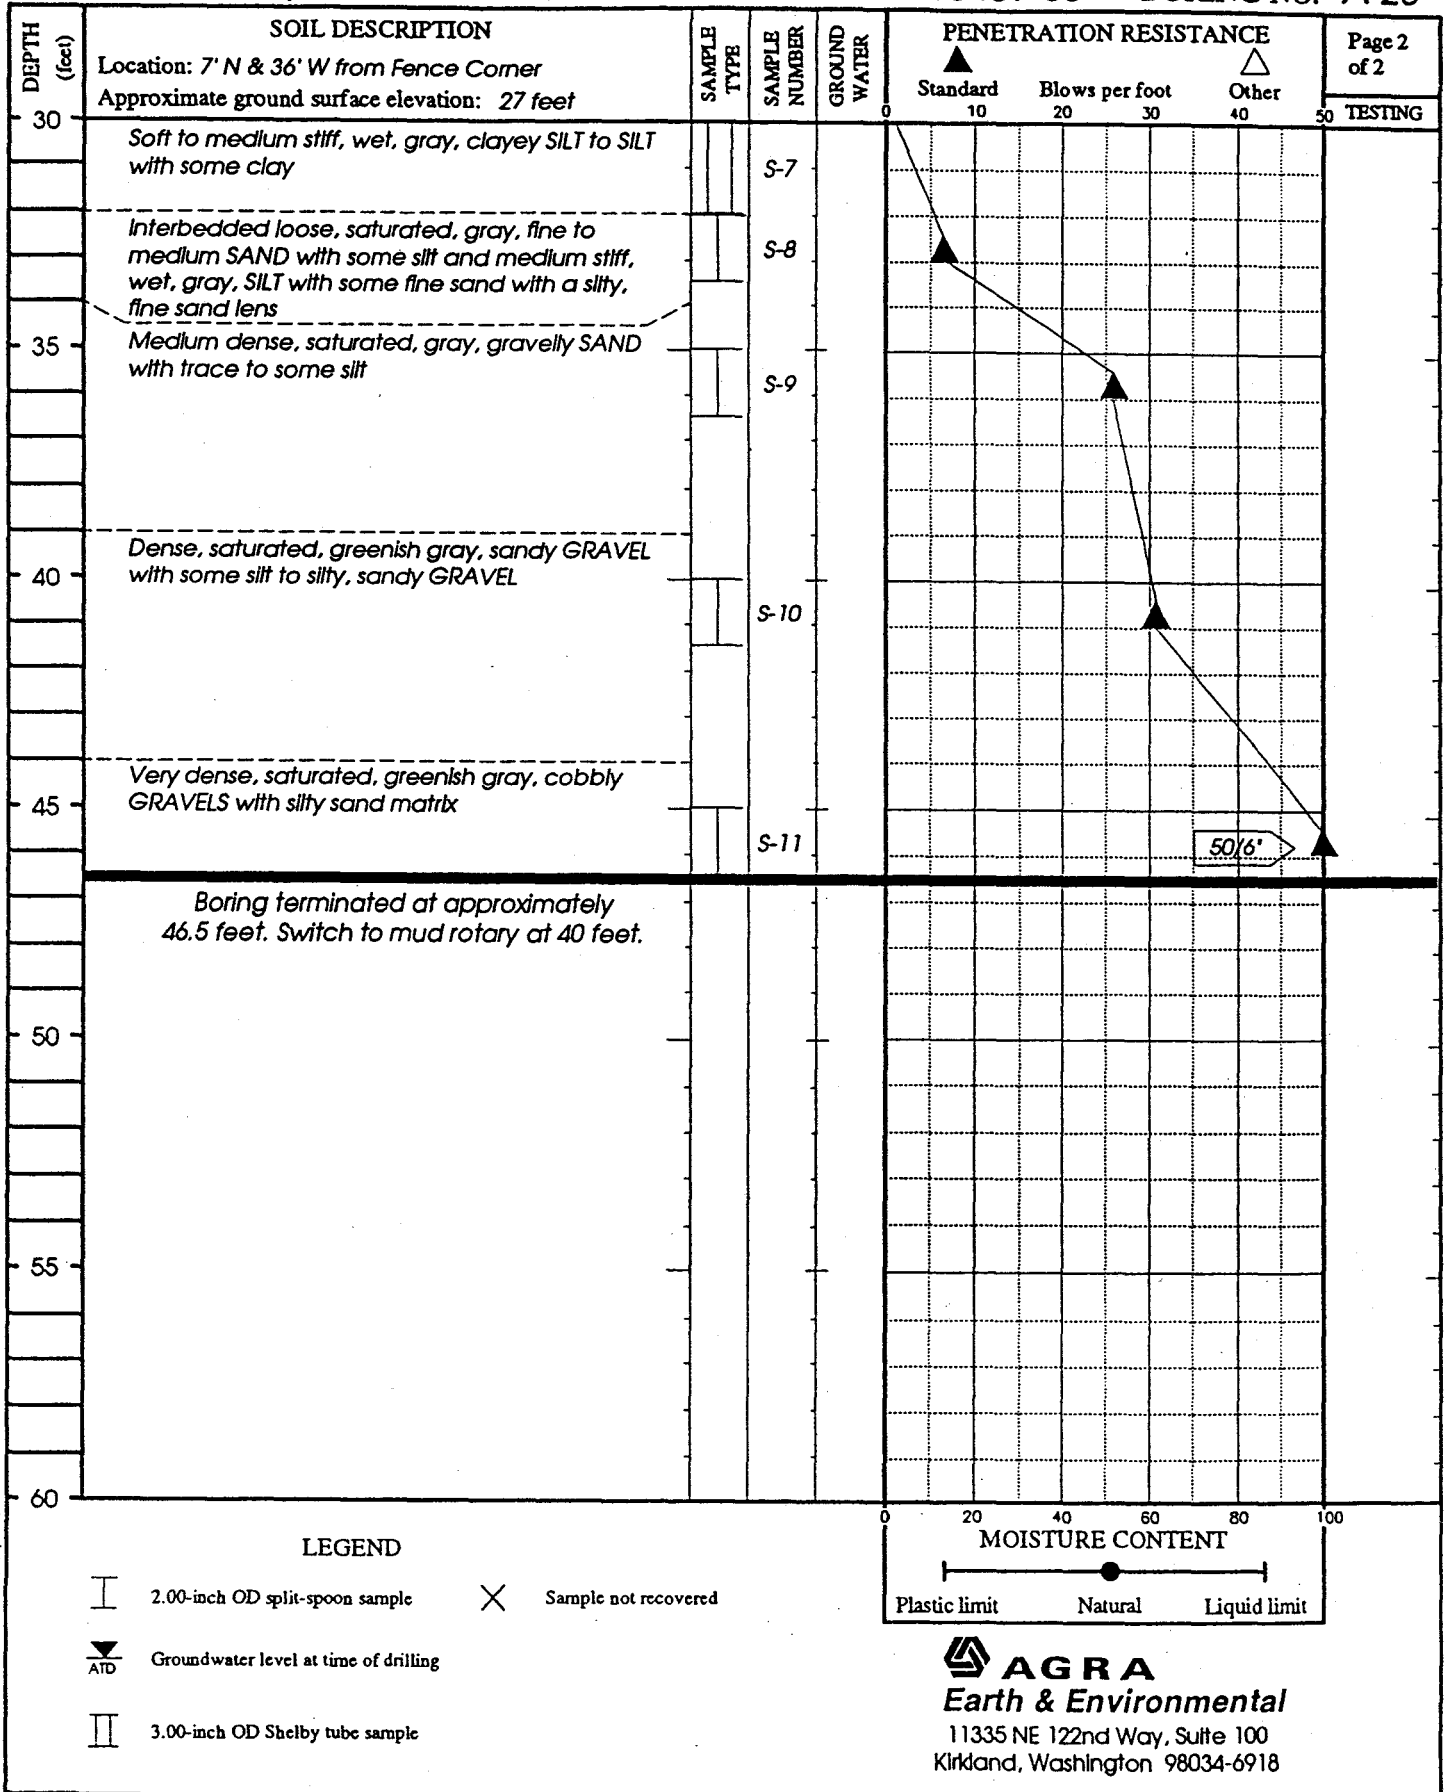 DEPTH
(feet)
SOIL DESCRIPTION
Location: 7' N & 36' W from Fence Corner
Approximate ground surface elevation: 27 feet
SAMPLE
TYPE
SAMPLE
NUMBER
GROUND
WATER
PENETRATION RESISTANCE
Standard Blows per foot Other
0 10 20 30 40 50
Page 2
of 2
TESTING
30
Soft to medium stiff, wet, gray, clayey SILT to SILT
with some clay
S-7
Interbedded loose, saturated, gray, fine to
medium SAND with some silt and medium stiff,
wet, gray, SILT with some fine sand with a silty,
fine sand lens
S-8
35
Medium dense, saturated, gray, gravelly SAND
with trace to some silt
S-9
Dense, saturated, greenish gray, sandy GRAVEL
with some silt to silty, sandy GRAVEL
40
S-10
Very dense, saturated, greenish gray, cobbly
GRAVELS with silty sand matrix
45
S-11
50/6"
Boring terminated at approximately
46.5 feet. Switch to mud rotary at 40 feet.
50
55
60
0 20 40 60 80 100
MOISTURE CONTENT
Plastic limit Natural Liquid limit
LEGEND
2.00-inch OD split-spoon sample
Sample not recovered
ATD
Groundwater level at time of drilling
3.00-inch OD Shelby tube sample
AGRA
Earth & Environmental
11335 NE 122nd Way, Suite 100
Kirkland, Washington 98034-6918